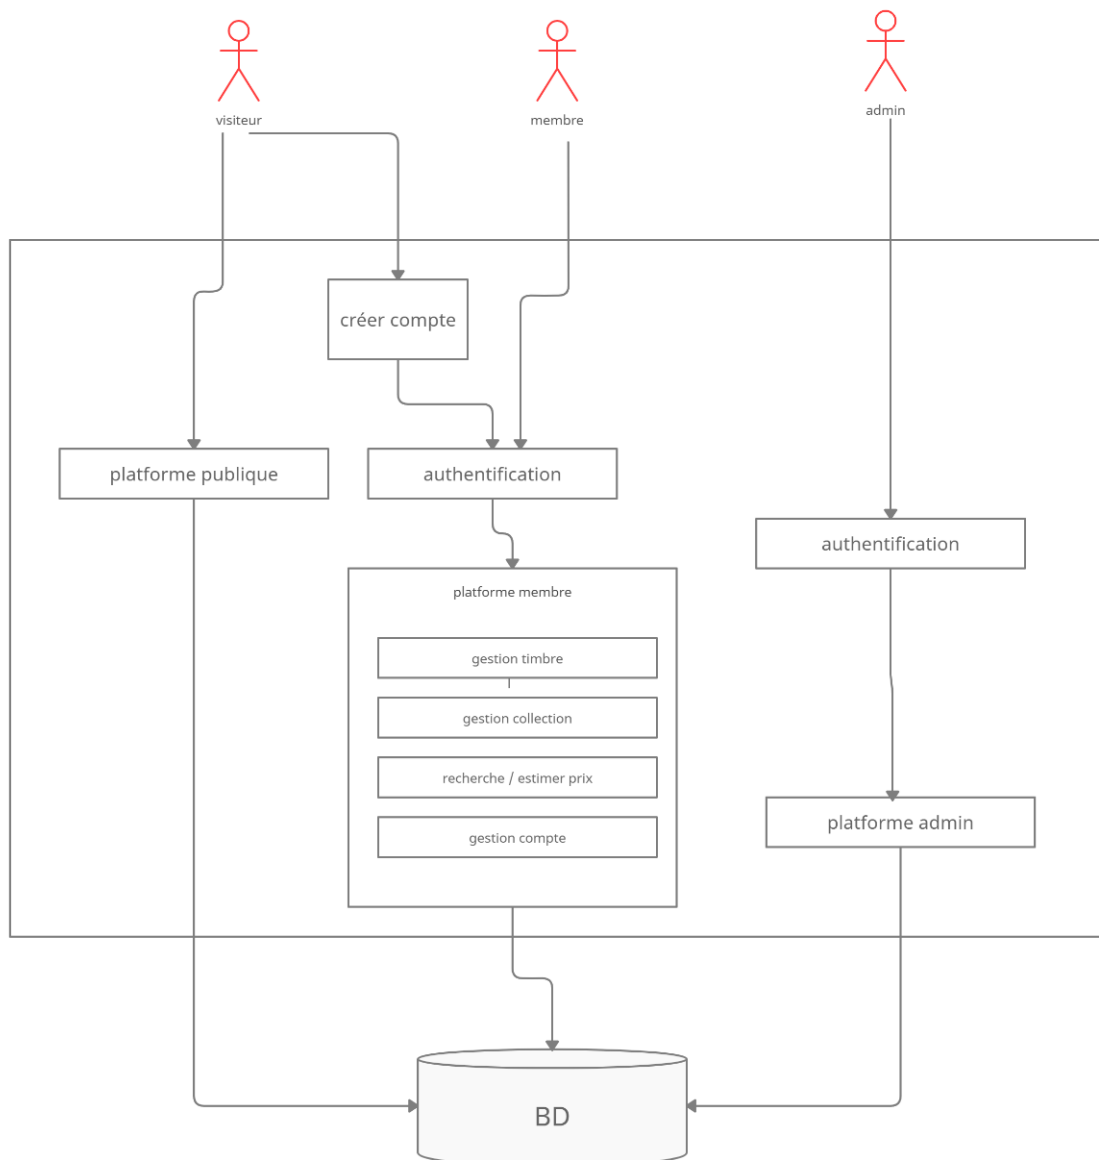 visiteur
membre
admin
créer compte
platforme publique
authentification
authentification
platforme membre
gestion timbre
gestion collection
recherche / estimer prix
gestion compte
platforme admin
BD